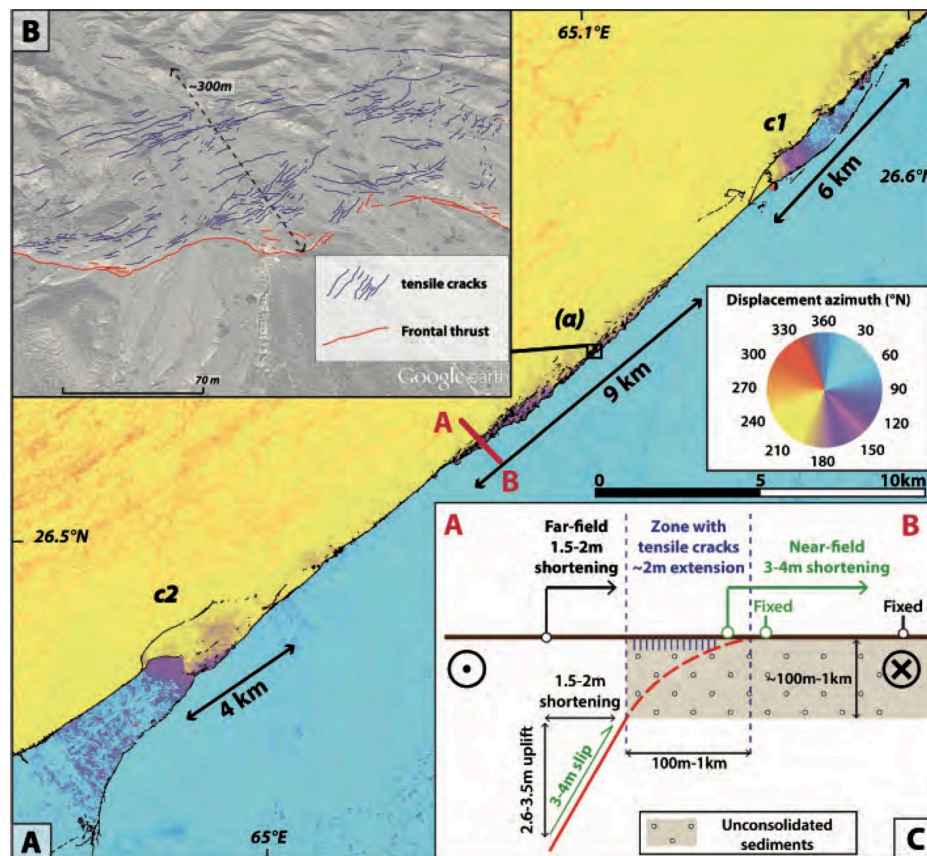 B
~300m
tensile cracks
Frontal thrust
70 m
Google earth
65.1°E
c1
6 km
26.6°N
(a)
9 km
A
B
Displacement azimuth (°N)
360
330
30
300
60
270
90
240
120
210
150
180
0
5
10km
26.5°N
c2
4 km
65°E
A
A
B
Far-field
1.5-2m
shortening
Zone with
tensile cracks
~2m extension
Near-field
3-4m shortening
Fixed
Fixed
1.5-2m
shortening
~100m-1km
2.6-3.5m uplift
3-4m slip
100m-1km
Unconsolidated
sediments
C